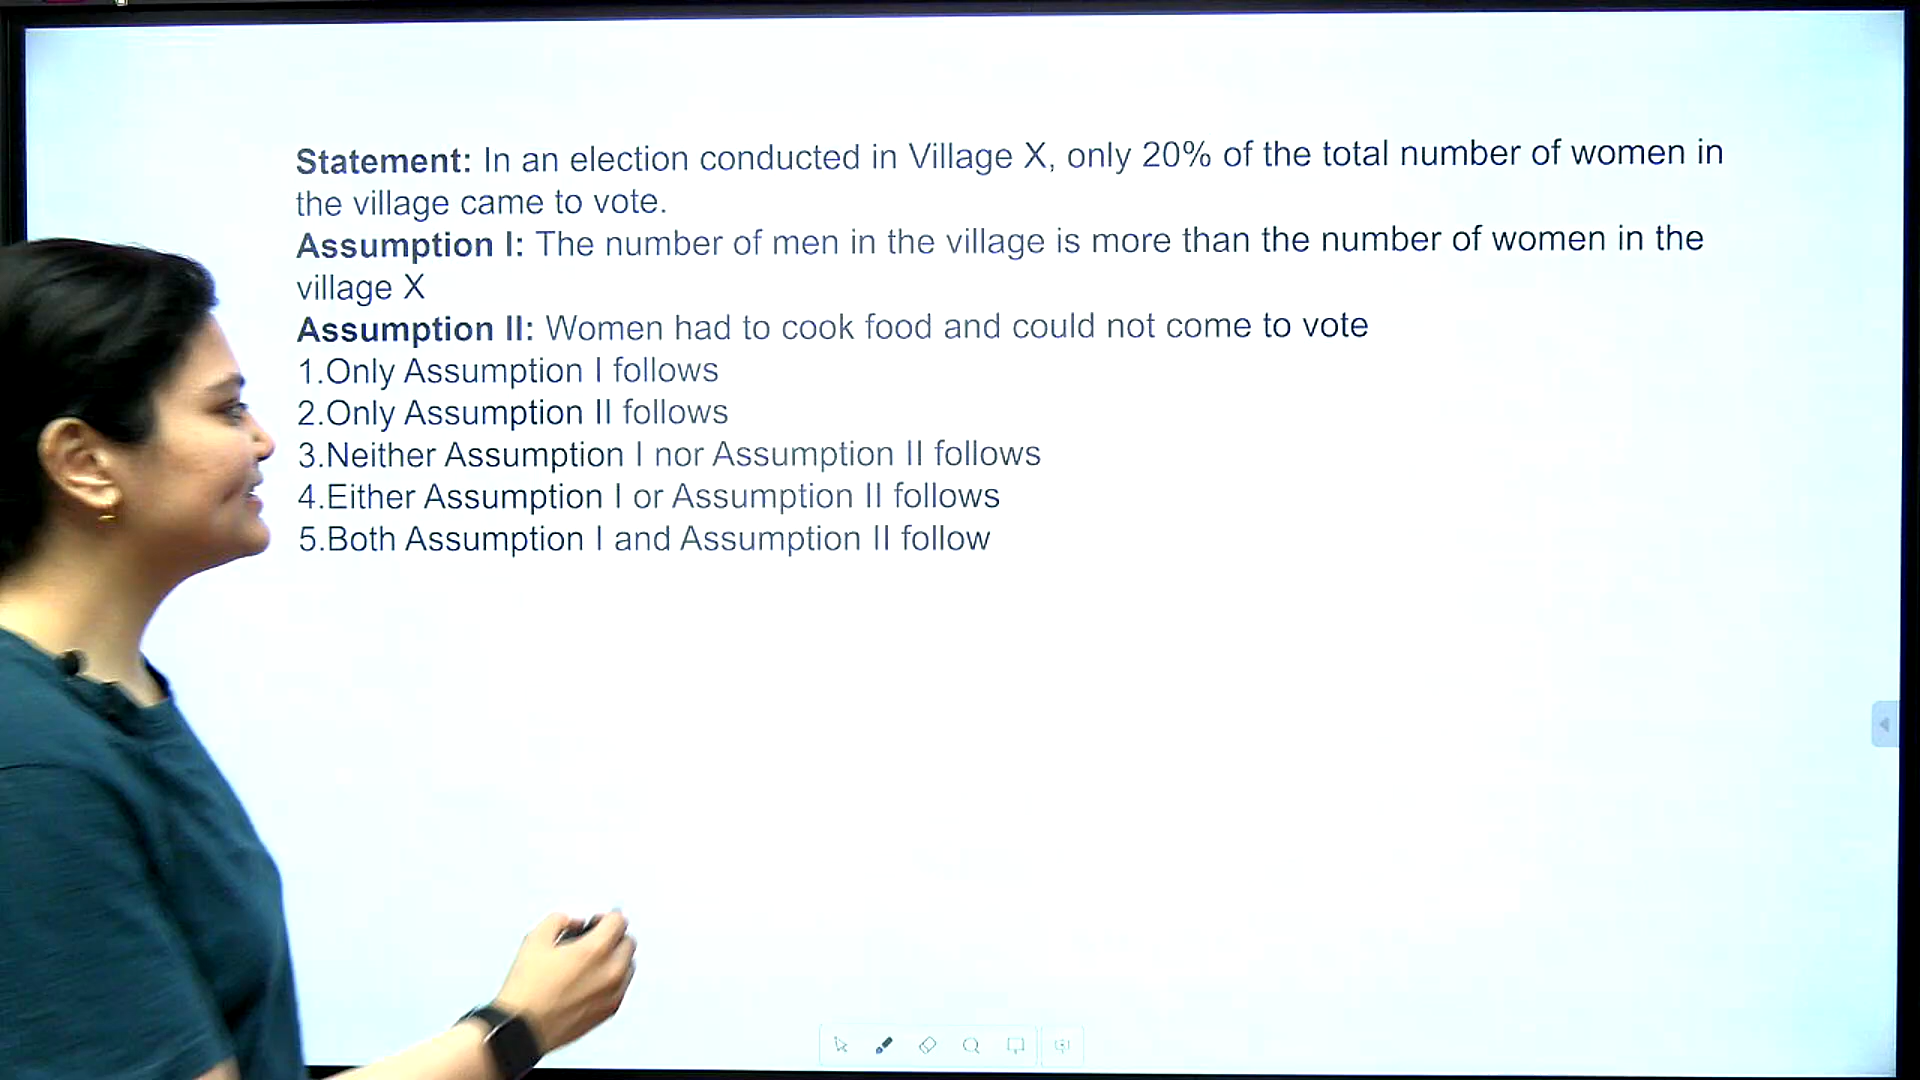 Statement: In an election conducted in Village X, only 20% of the total number of women in
the village came to vote.
Assumption I: The number of men in the village is more than the number of women in the
village X
Assumption II: Women had to cook food and could not come to vote
1.Only Assumption I follows
2.Only Assumption II follows
3.Neither Assumption I nor Assumption II follows
4.Either Assumption I or Assumption II follows
5.Both Assumption I and Assumption II follow